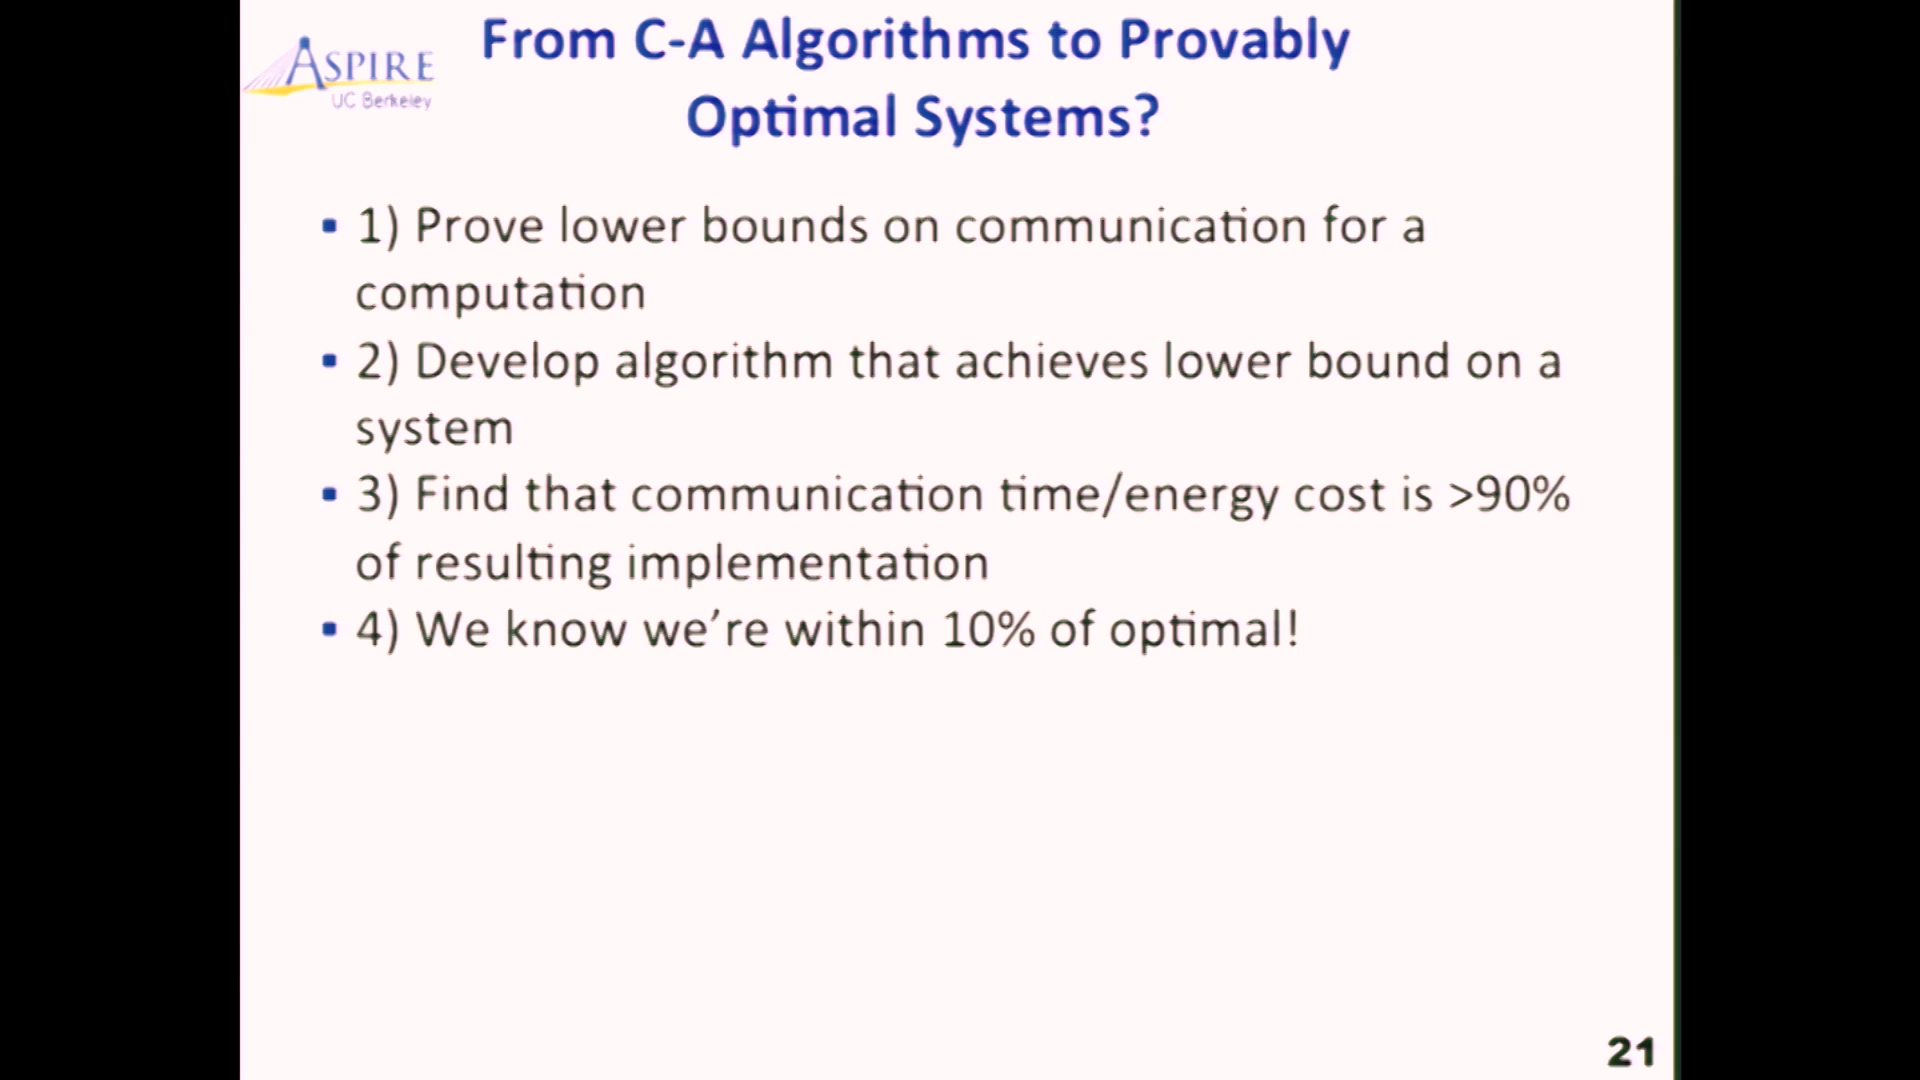 ASPIRE
UC Berkeley
From C-A Algorithms to Provably
Optimal Systems?
▪ 1) Prove lower bounds on communication for a
computation
▪ 2) Develop algorithm that achieves lower bound on a
system
▪ 3) Find that communication time/energy cost is >90%
of resulting implementation
▪ 4) We know we’re within 10% of optimal!
21